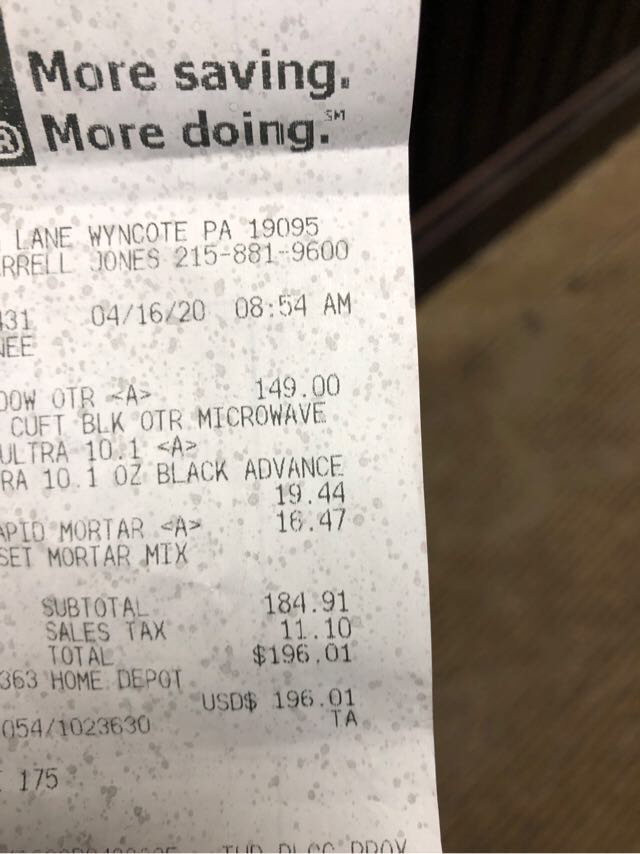 More saving.
® More doing.℠
LANE WYNCOTE PA 19095
RRELL JONES 215-881-9600
431 04/16/20 08:54 AM
NEE
DOW OTR <A> 149.00
CUFT BLK OTR MICROWAVE
ULTRA 10.1 <A>
RA 10.1 OZ BLACK ADVANCE
19.44
APID MORTAR <A> 16.47
SET MORTAR MIX
SUBTOTAL 184.91
SALES TAX 11.10
TOTAL $196.01
363 HOME DEPOT
USD$ 196.01
054/1023630 TA
175